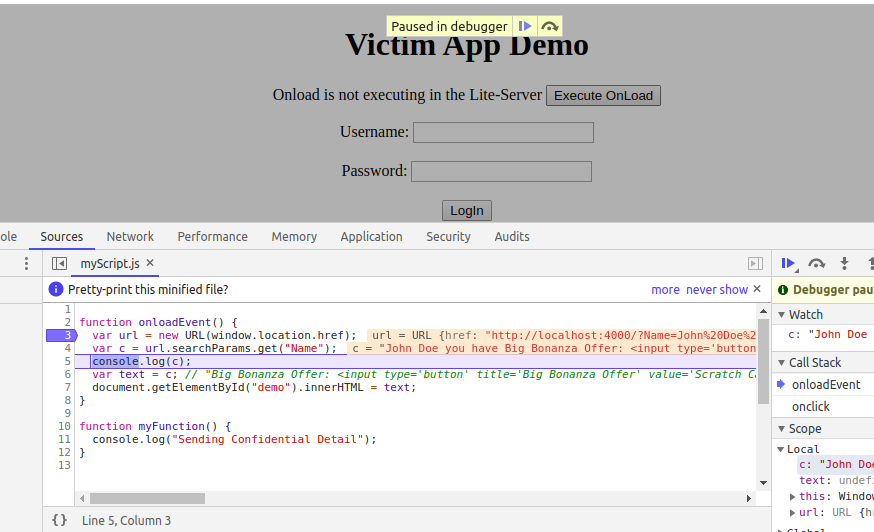 Paused in debugger
Victim App Demo
Onload is not executing in the Lite-Server Execute OnLoad
Username:
Password:
LogIn
ole Sources Network Performance Memory Application Security Audits
myScript.js ×
Pretty-print this minified file? more never show ×
1
2 function onloadEvent() {
3 var url = new URL(window.location.href); url = URL {href: "http://localhost:4000/?Name=John%20Doe%2
4 var c = url.searchParams.get("Name"); c = "John Doe you have Big Bonanza Offer: <input type='button
5 console.log(c);
6 var text = c; // "Big Bonanza Offer: <input type='button' title='Big Bonanza Offer' value='Scratch Ca
7 document.getElementById("demo").innerHTML = text;
8 }
9
10 function myFunction() {
11 console.log("Sending Confidential Detail");
12 }
13
{ } Line 5, Column 3
Debugger pau
Watch
c: "John Doe
Call Stack
onloadEvent
onclick
Scope
Local
c: "John Doe
text: undefi
this: Window
url: URL {hr
Global